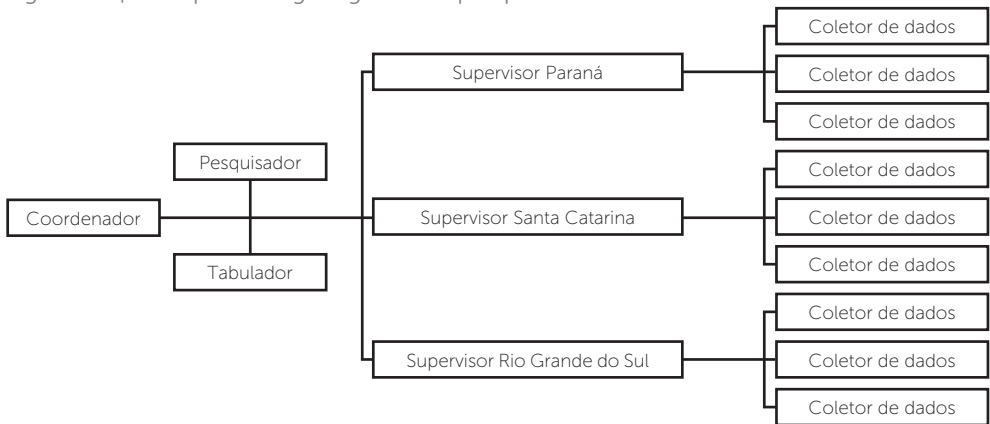 Coletor de dados
Supervisor Paraná
Coletor de dados
Coletor de dados
Pesquisador
Coordenador
Tabulador
Coletor de dados
Supervisor Santa Catarina
Coletor de dados
Coletor de dados
Coletor de dados
Supervisor Rio Grande do Sul
Coletor de dados
Coletor de dados